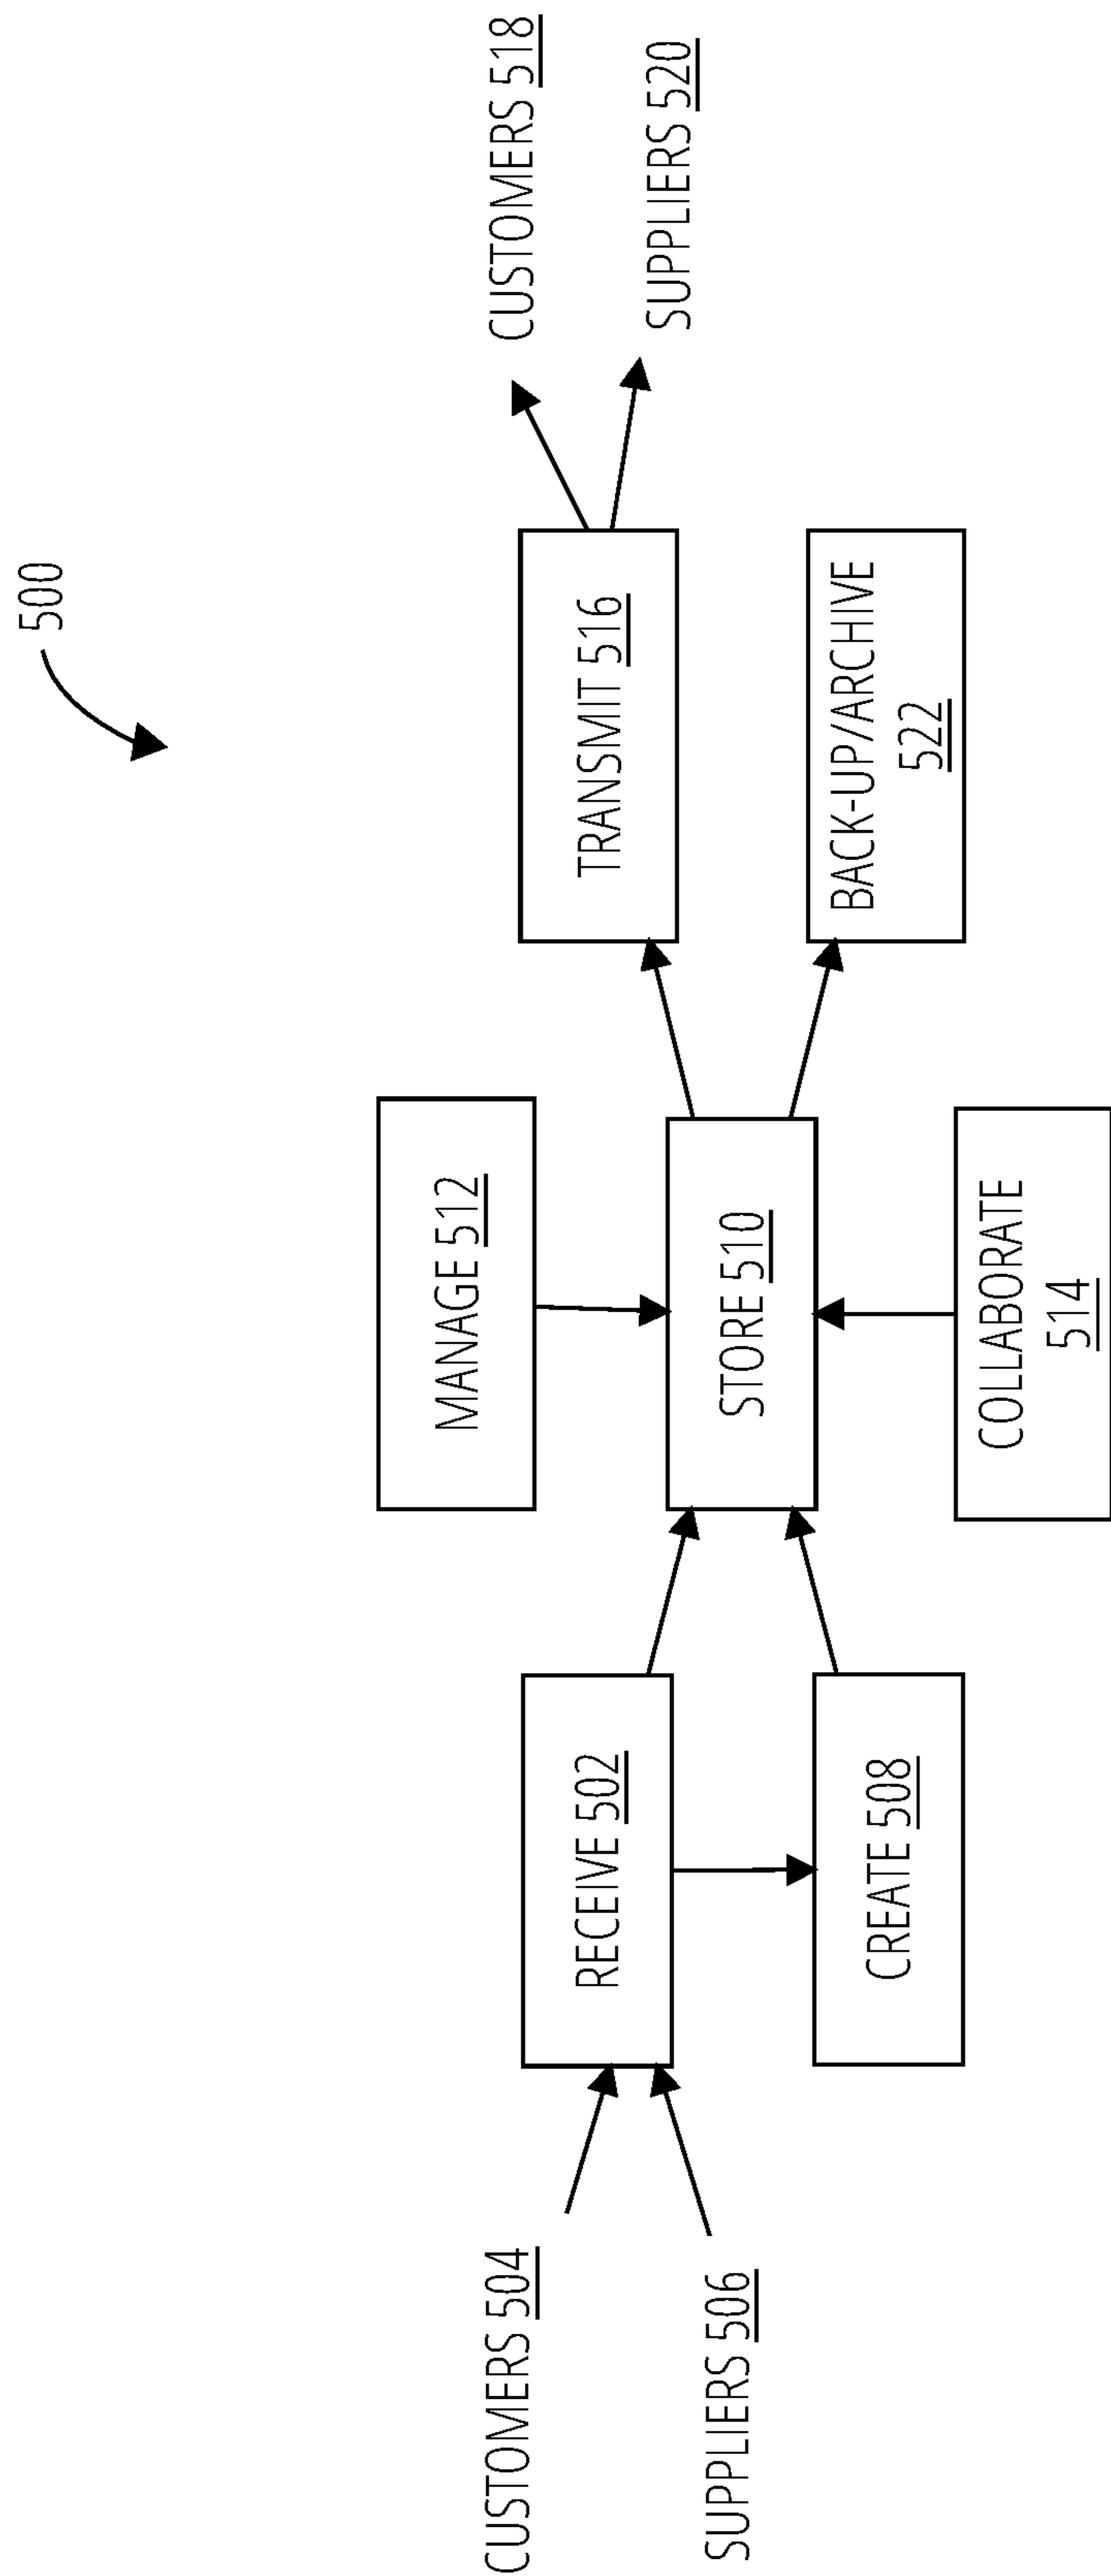 500
CUSTOMERS 504
SUPPLIERS 506
RECEIVE 502
CREATE 508
MANAGE 512
STORE 510
COLLABORATE
514
TRANSMIT 516
BACK-UP/ARCHIVE
522
CUSTOMERS 518
SUPPLIERS 520